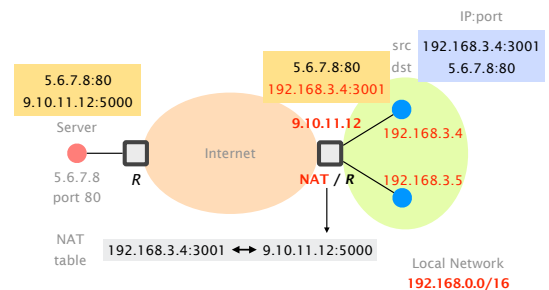 IP:port
src 192.168.3.4:3001
dst 5.6.7.8:80
5.6.7.8:80
192.168.3.4:3001
5.6.7.8:80
9.10.11.12:5000
9.10.11.12
192.168.3.4
Server
Internet
5.6.7.8
port 80
R
NAT / R
192.168.3.5
NAT
table
192.168.3.4:3001 ↔ 9.10.11.12:5000
Local Network
192.168.0.0/16